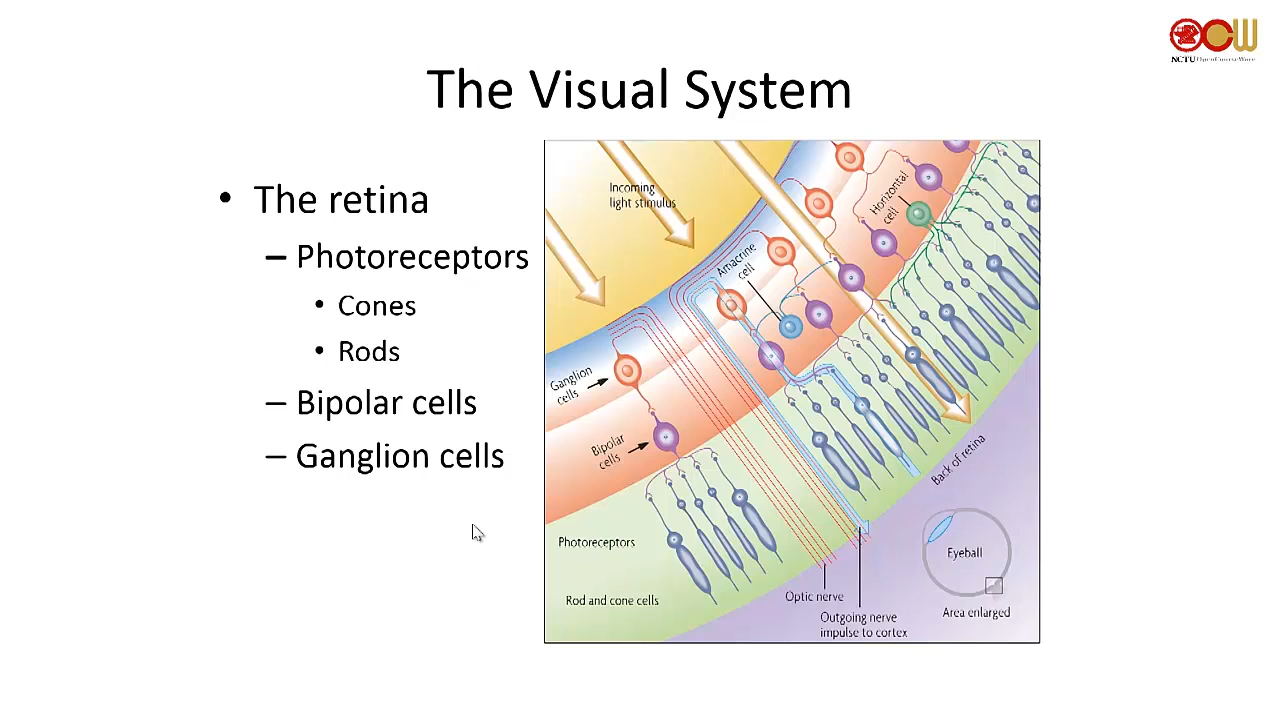 NCTU OpenCourseWare
The Visual System
• The retina
– Photoreceptors
• Cones
• Rods
– Bipolar cells
– Ganglion cells
Incoming
light stimulus
Horizontal
cell
Amacrine
cell
Ganglion
cells
Bipolar
cells
Back of retina
Photoreceptors
Rod and cone cells
Optic nerve
Outgoing nerve
impulse to cortex
Eyeball
Area enlarged